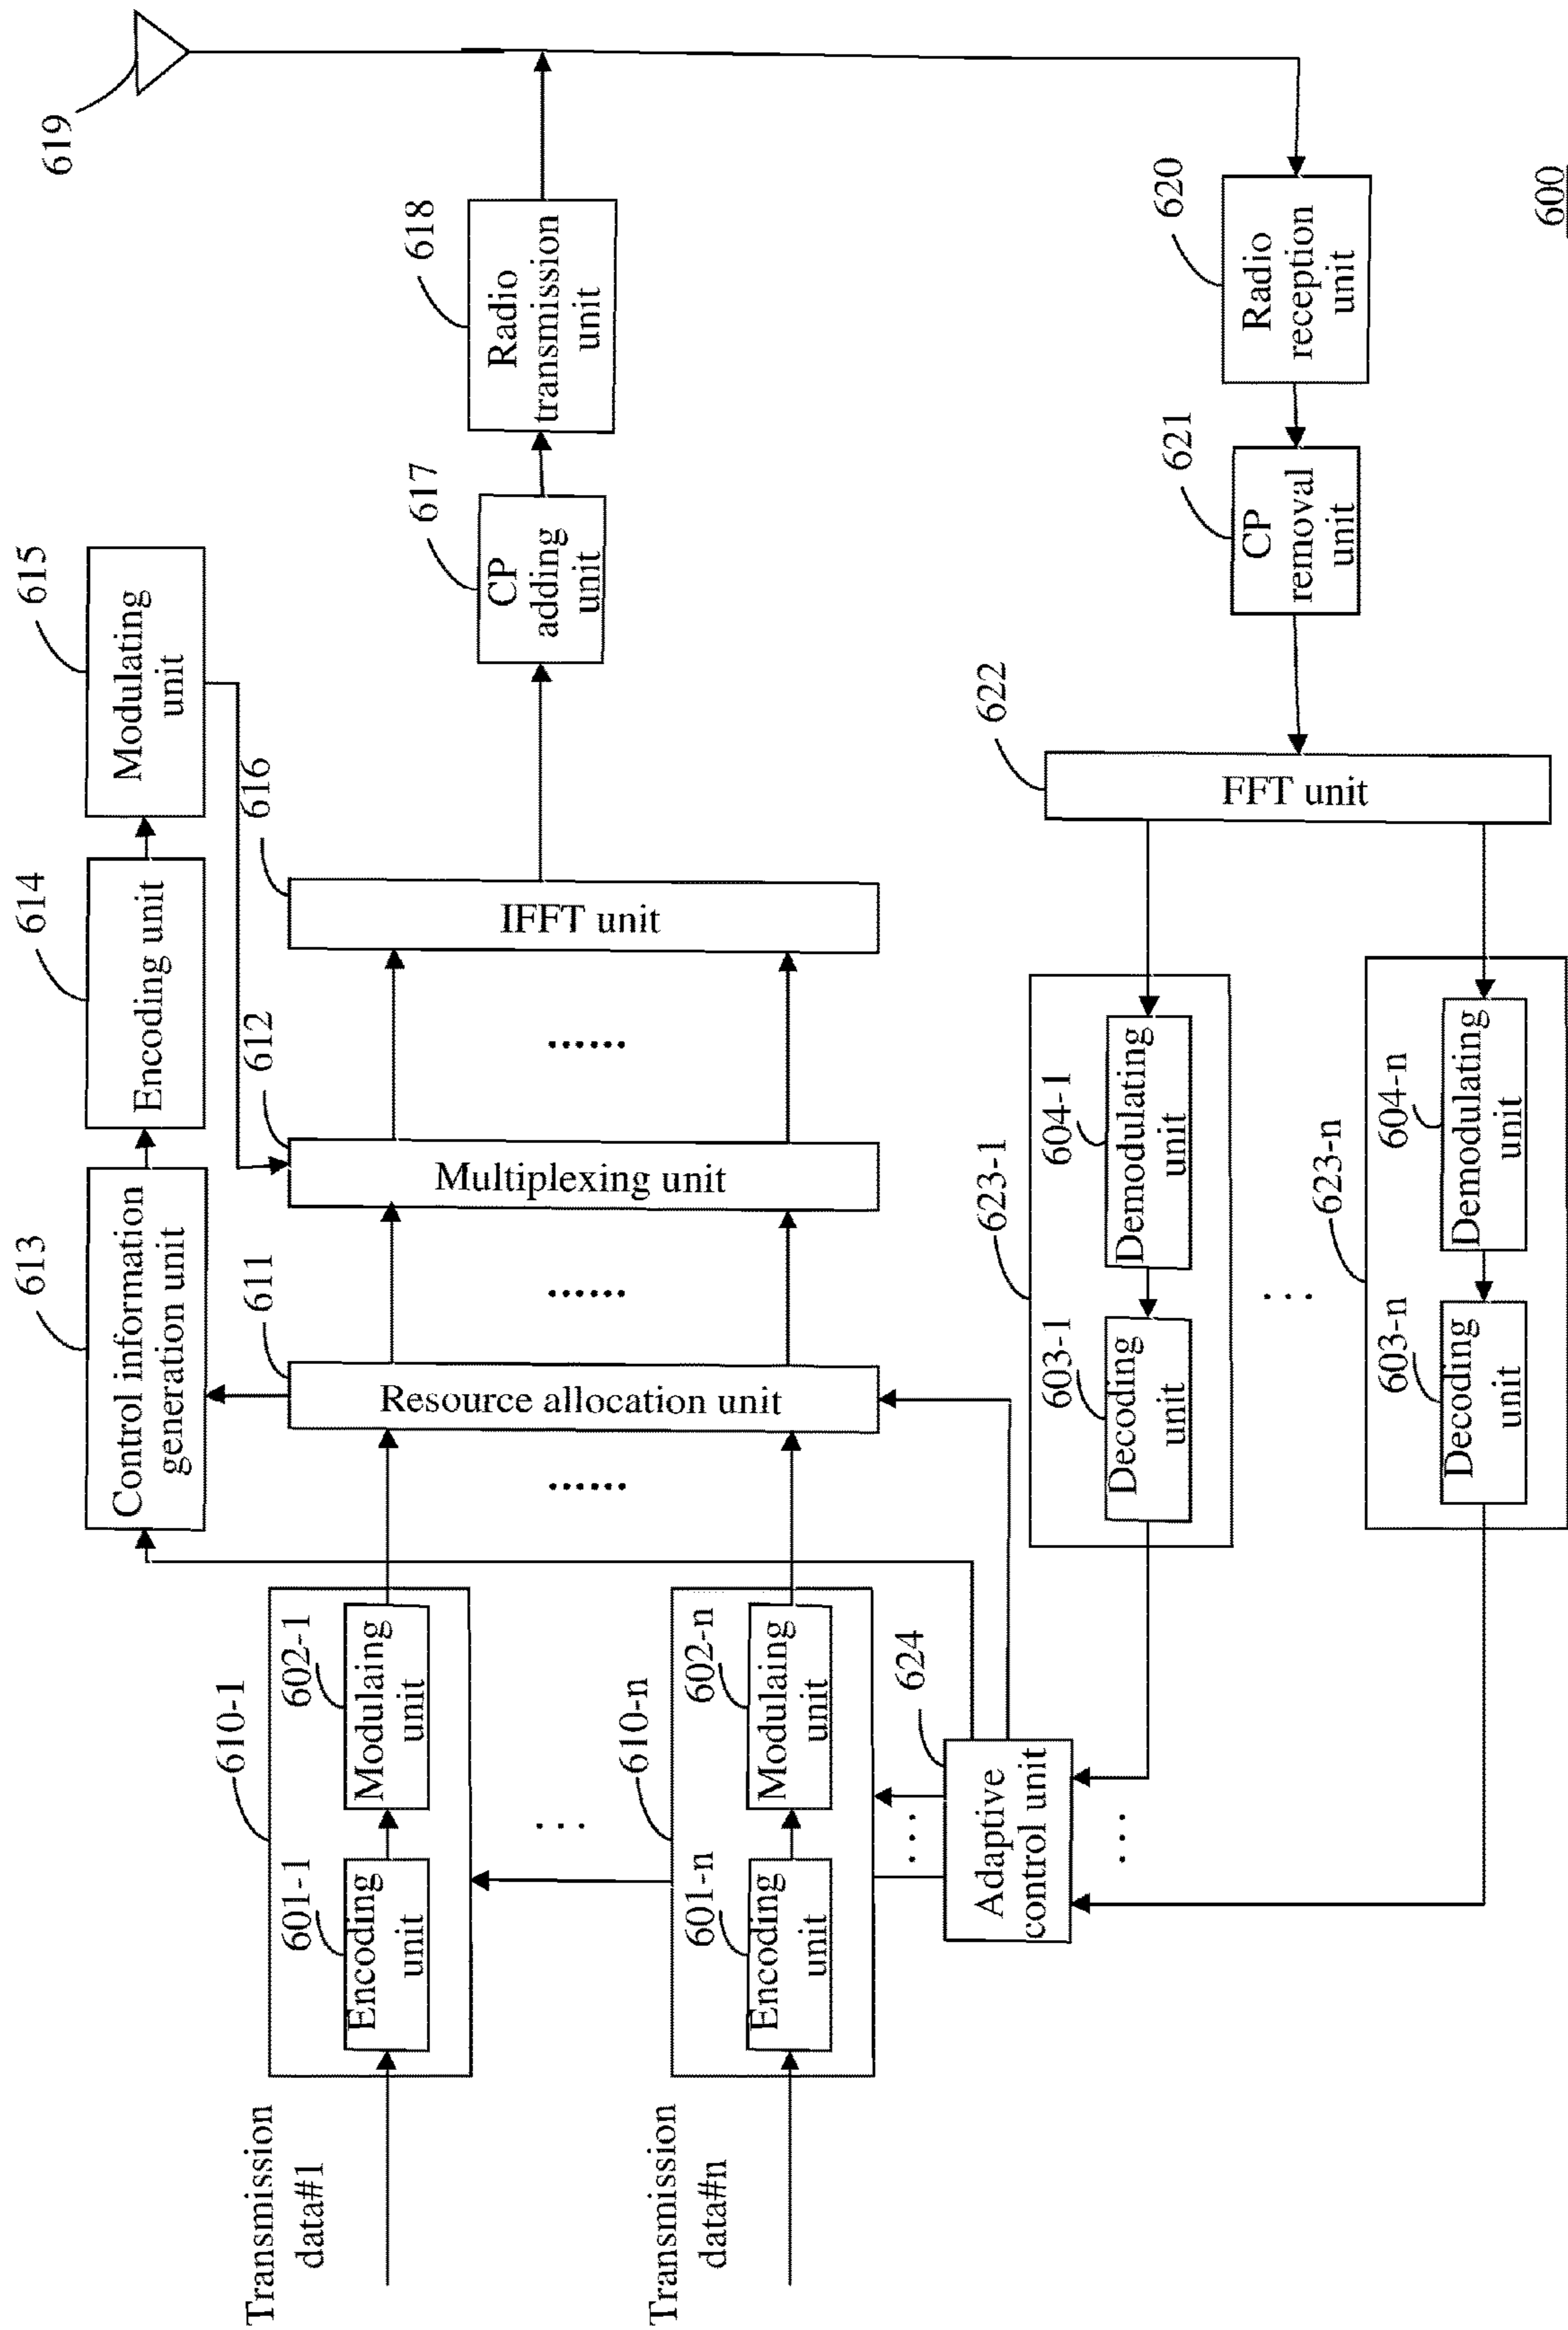 619
613
Control information
generation unit
614
Encoding unit
615
Modulating
unit
Transmission
data#1
610-1
601-1
Encoding
unit
602-1
Modulaing
unit
......
611
Resource allocation unit
......
612
Multiplexing unit
......
616
IFFT unit
617
CP
adding
unit
618
Radio
transmission
unit
...
Transmission
data#n
610-n
601-n
Encoding
unit
602-n
Modulaing
unit
...
624
Adaptive
control unit
...
623-1
603-1
Decoding
unit
604-1
Demodulating
unit
...
623-n
603-n
Decoding
unit
604-n
Demodulating
unit
622
FFT unit
621
CP
removal
unit
620
Radio
reception
unit
600